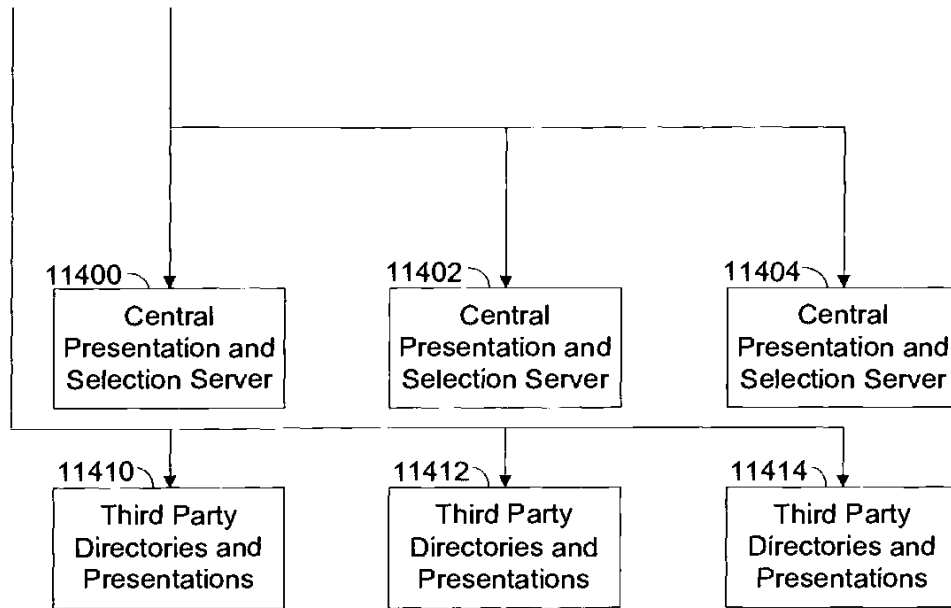 11400
11402
11404
Central
Presentation and
Selection Server
Central
Presentation and
Selection Server
Central
Presentation and
Selection Server
11410
11412
11414
Third Party
Directories and
Presentations
Third Party
Directories and
Presentations
Third Party
Directories and
Presentations